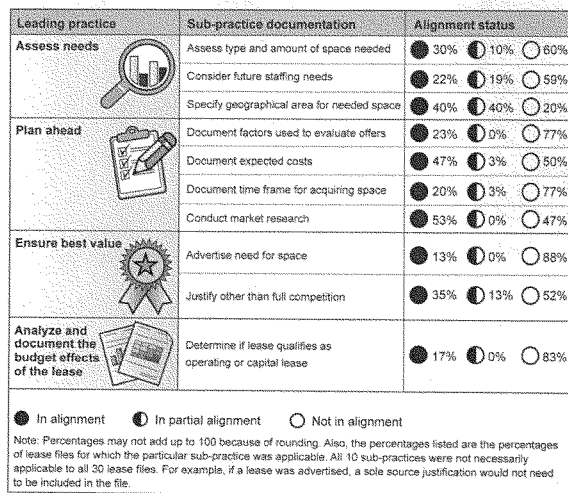 Leading practice Sub-practice documentation Alignment status
Assess needs Assess type and amount of space needed 30% 10% 60%
Consider future staffing needs 22% 19% 59%
Specify geographical area for needed space 40% 40% 20%
Plan ahead Document factors used to evaluate offers 23% 0% 77%
Document expected costs 47% 3% 50%
Document time frame for acquiring space 20% 3% 77%
Conduct market research 53% 0% 47%
Ensure best value
Advertise need for space 13% 0% 88%
Justify other than full competition 35% 13% 52%
Analyze and
document the
budget effects
of the lease
Determine if lease qualifies as
operating or capital lease
17% 0% 83%
In alignment In partial alignment Not in alignment
Note: Percentages may not add up to 100 because of rounding. Also, the percentages listed are the percentages
of lease files for which the particular sub-practice was applicable. All 10 sub-practices were not necessarily
applicable to all 30 lease files. For example, if a lease was advertised, a sole source justification would not need
to be included in the file.